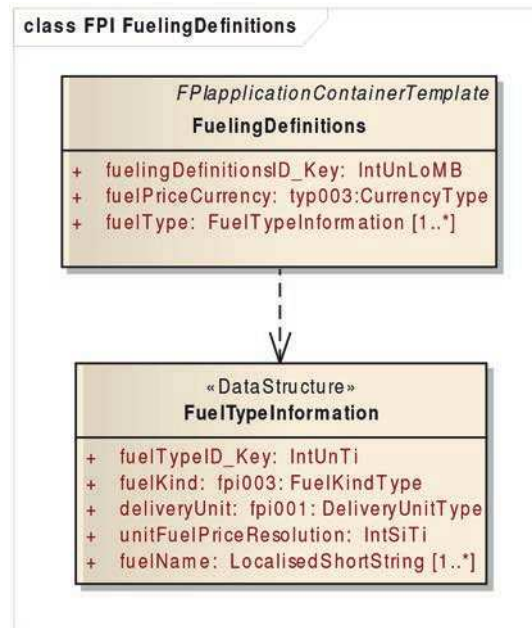 class FPI FuelingDefinitions
FPIapplicationContainerTemplate
FuelingDefinitions
+ fuelingDefinitionsID_Key: IntUnLoMB
+ fuelPriceCurrency: typ003:CurrencyType
+ fuelType: FuelTypeInformation [1..*]
«DataStructure»
FuelTypeInformation
+ fuelTypeID_Key: IntUnTi
+ fuelKind: fpi003:FuelKindType
+ deliveryUnit: fpi001:DeliveryUnitType
+ unitFuelPriceResolution: IntSiTi
+ fuelName: LocalisedShortString [1..*]